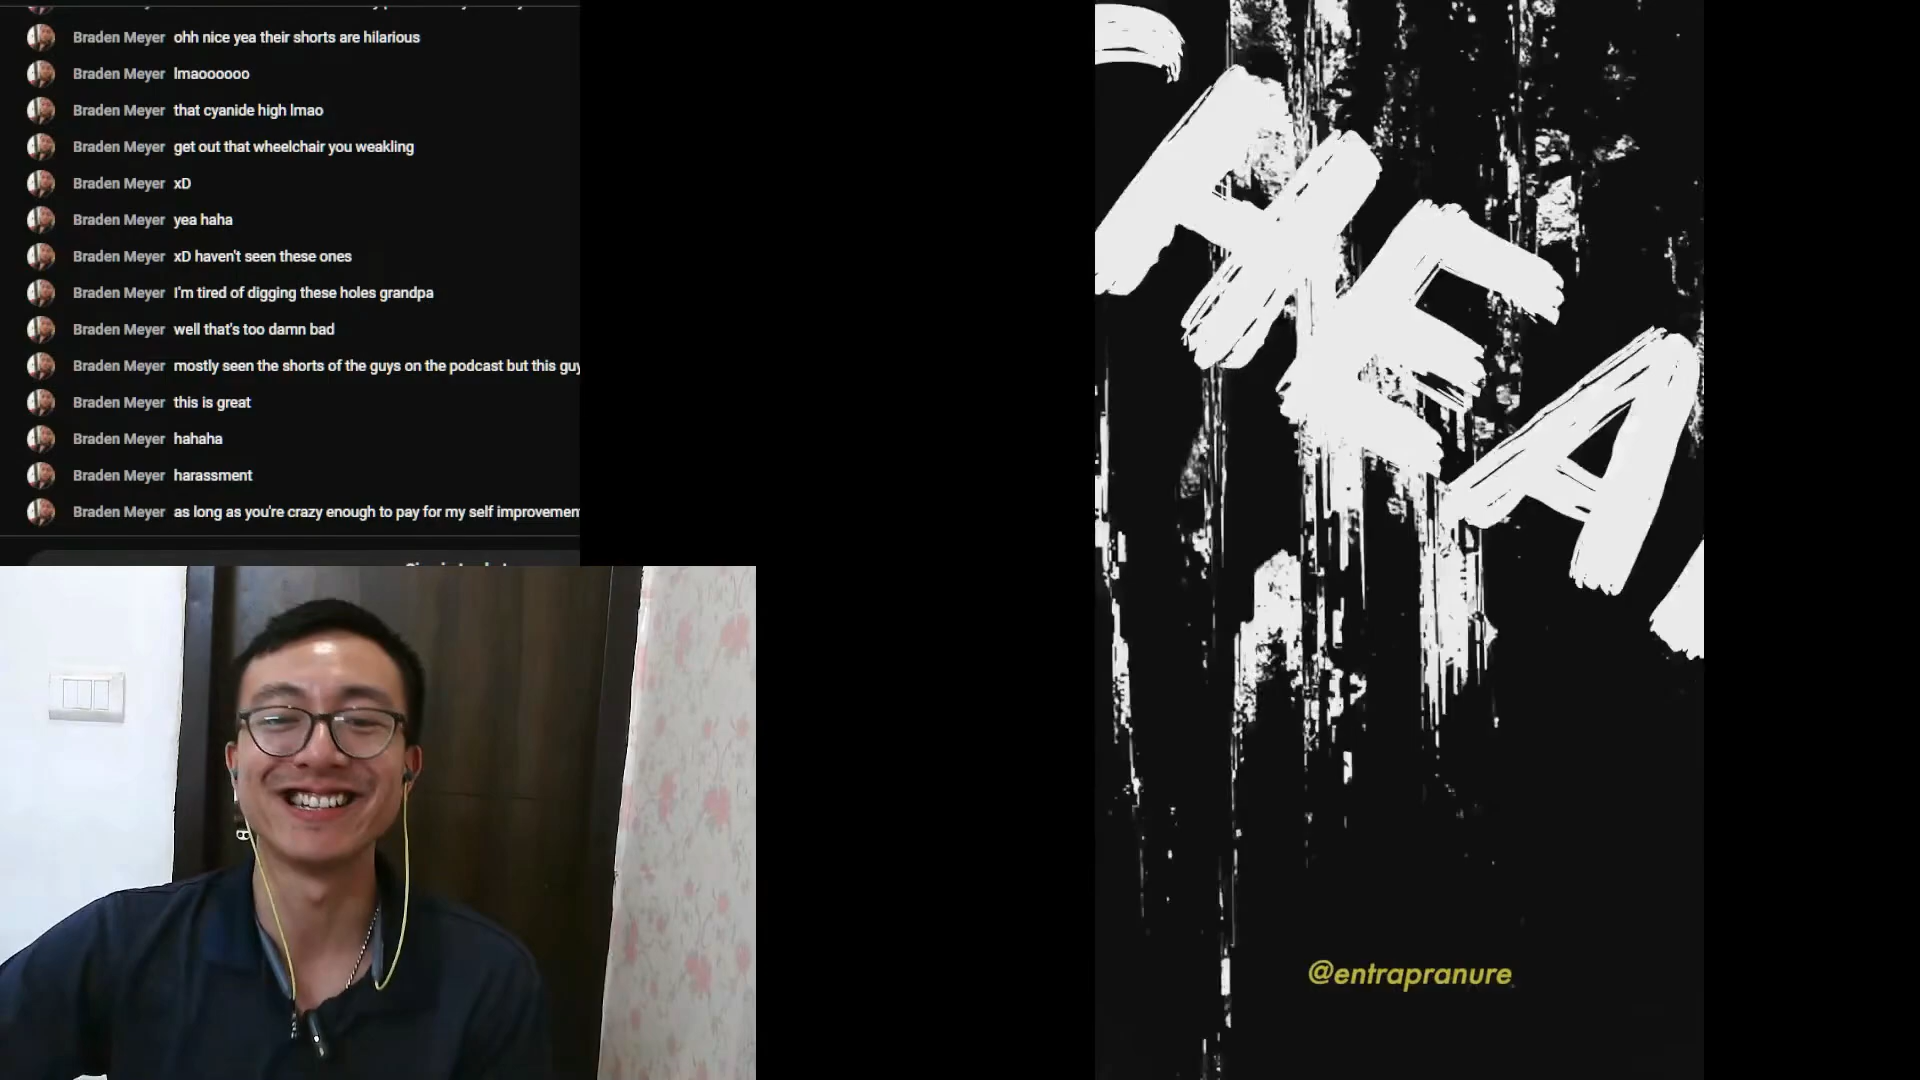 Braden Meyer ohh nice yea their shorts are hilarious
Braden Meyer lmaoooooo
Braden Meyer that cyanide high lmao
Braden Meyer get out that wheelchair you weakling
Braden Meyer xD
Braden Meyer yea haha
Braden Meyer xD haven't seen these ones
Braden Meyer I'm tired of digging these holes grandpa
Braden Meyer well that's too damn bad
Braden Meyer mostly seen the shorts of the guys on the podcast but this guy
Braden Meyer this is great
Braden Meyer hahaha
Braden Meyer harassment
Braden Meyer as long as you're crazy enough to pay for my self improvement
HEA
@entrapranure